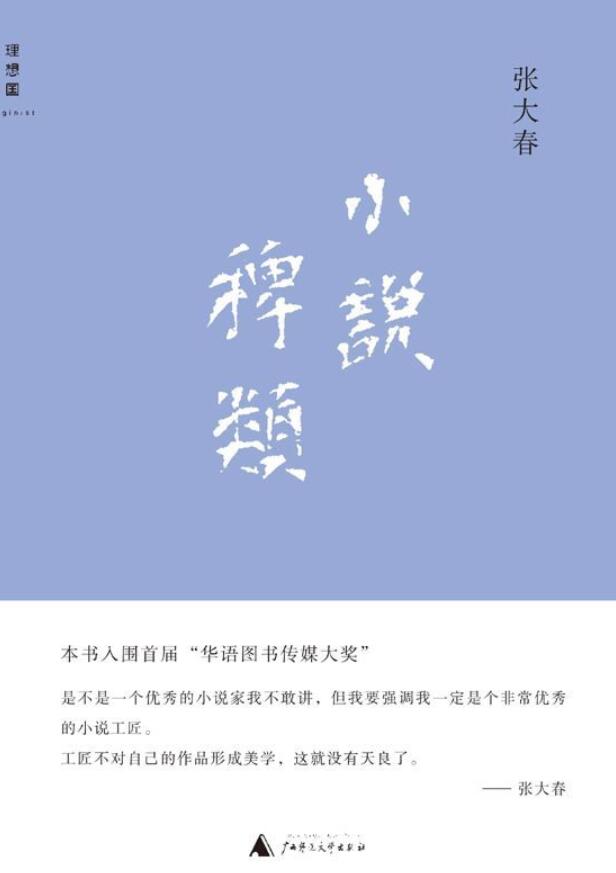 理想国
张大春
小說
稗類
本书入围首届“华语图书传媒大奖”
是不是一个优秀的小说家我不敢讲，但我要强调我一定是个非常优秀
的小说工匠。
工匠不对自己的作品形成美学，这就没有天良了。
—— 张大春
广西师范大学出版社